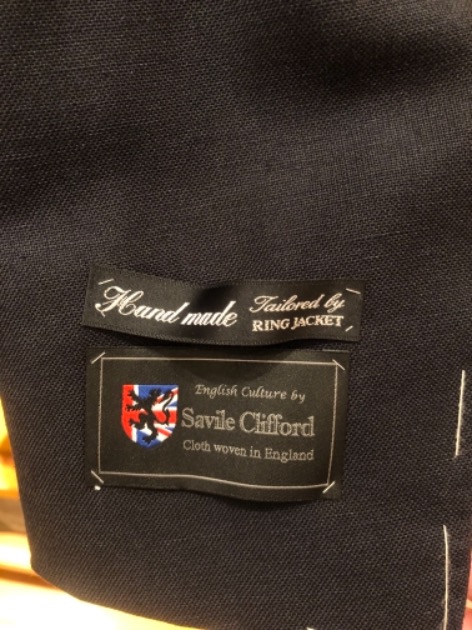 Hand made
Tailored by
RING JACKET
English Culture by
Savile Clifford
Cloth woven in England